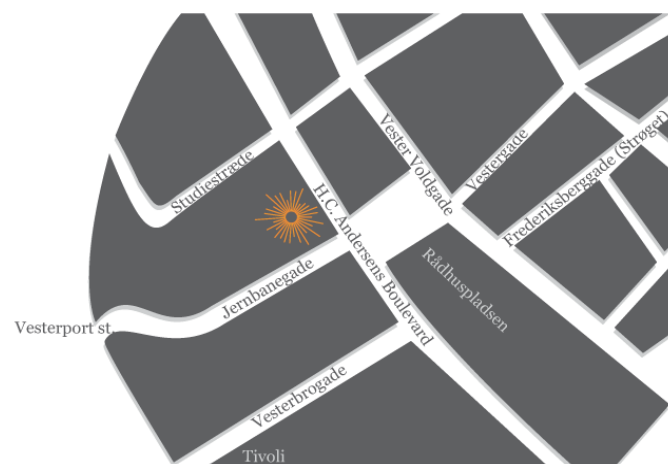 Studiestræde
Vester Voldgade
Vestergade
Frederiksberggade (Strøget)
H.C. Andersens Boulevard
Rådhuspladsen
Jernbanegade
Vesterport st.
Vesterbrogade
Tivoli